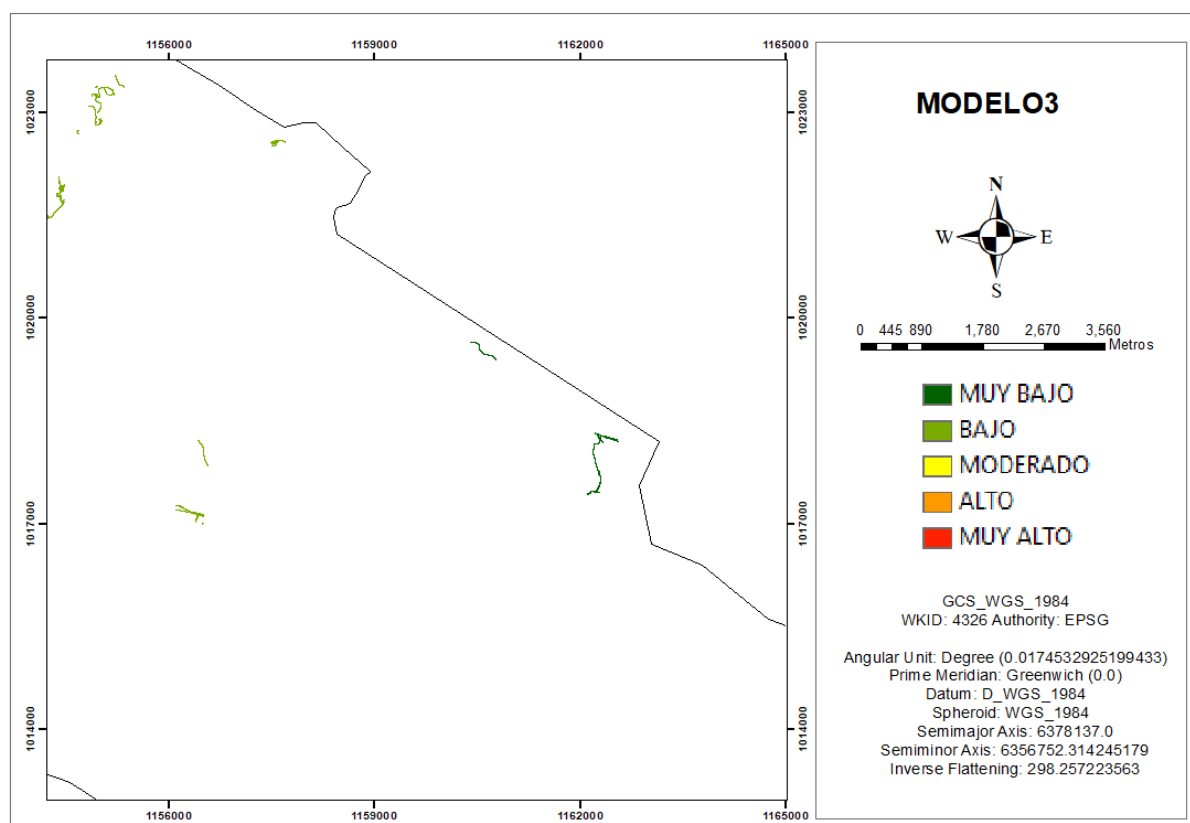 1156000 1159000 1162000 1165000
1023000 1023000
1020000 1020000
1017000 1017000
1014000 1014000
1156000 1159000 1162000 1165000
MODELO3
N
W E
S
0 445 890 1,780 2,670 3,560
Metros
MUY BAJO
BAJO
MODERADO
ALTO
MUY ALTO
GCS_WGS_1984
WKID: 4326 Authority: EPSG
Angular Unit: Degree (0.0174532925199433)
Prime Meridian: Greenwich (0.0)
Datum: D_WGS_1984
Spheroid: WGS_1984
Semimajor Axis: 6378137.0
Semiminor Axis: 6356752.314245179
Inverse Flattening: 298.257223563